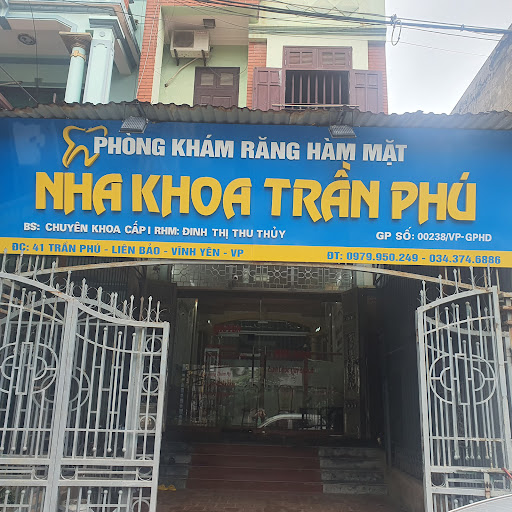 PHÒNG KHÁM RĂNG HÀM MẶT
NHA KHOA TRẦN PHÚ
BS: CHUYÊN KHOA CẤP I RHM: ĐINH THỊ THU THỦY
GP SỐ: 00238/VP-GPHĐ
ĐC: 41 TRẦN PHÚ - LIÊN BẢO - VĨNH YÊN - VP
ĐT: 0979.950.249 - 034.374.6886